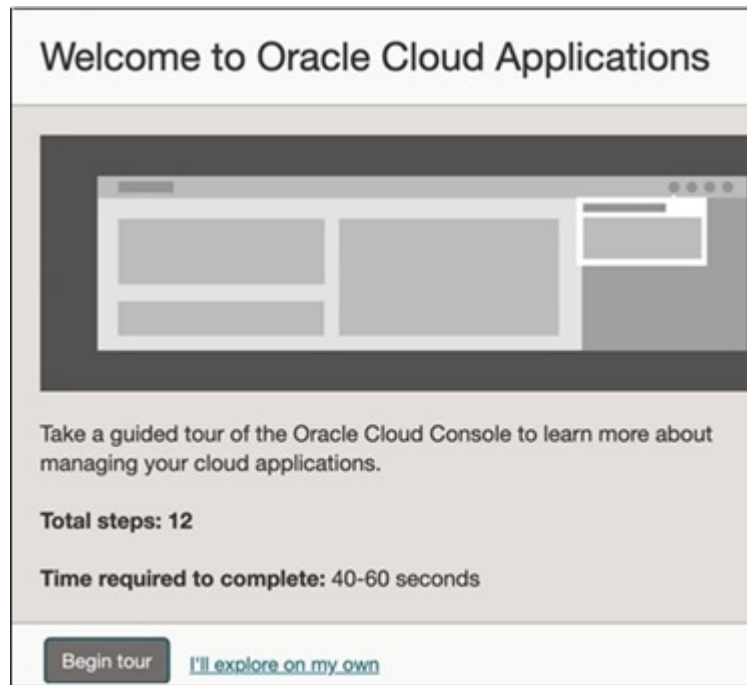 Welcome to Oracle Cloud Applications
Take a guided tour of the Oracle Cloud Console to learn more about
managing your cloud applications.
Total steps: 12
Time required to complete: 40-60 seconds
Begin tour
I'll explore on my own